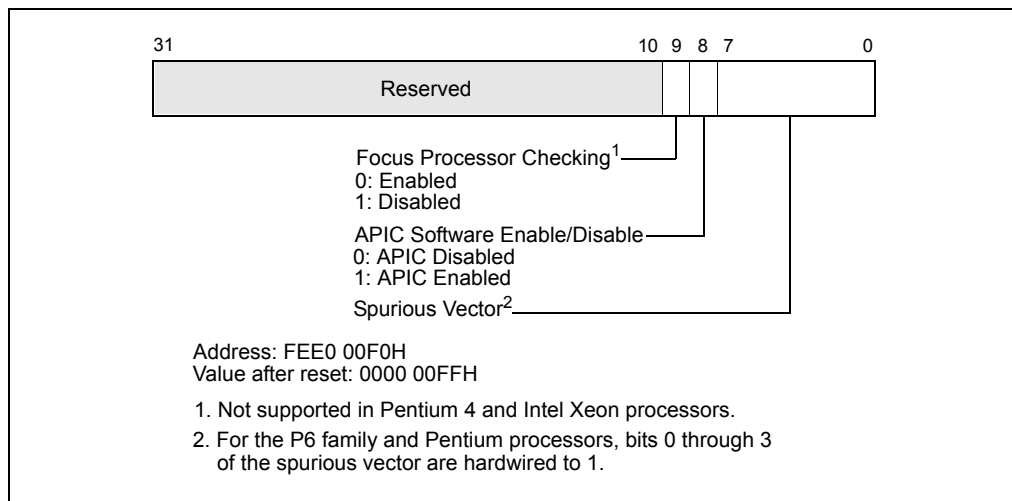 31 10 9 8 7 0
Reserved
Focus Processor Checking1
0: Enabled
1: Disabled
APIC Software Enable/Disable
0: APIC Disabled
1: APIC Enabled
Spurious Vector2
Address: FEE0 00F0H
Value after reset: 0000 00FFH
1. Not supported in Pentium 4 and Intel Xeon processors.
2. For the P6 family and Pentium processors, bits 0 through 3
of the spurious vector are hardwired to 1.